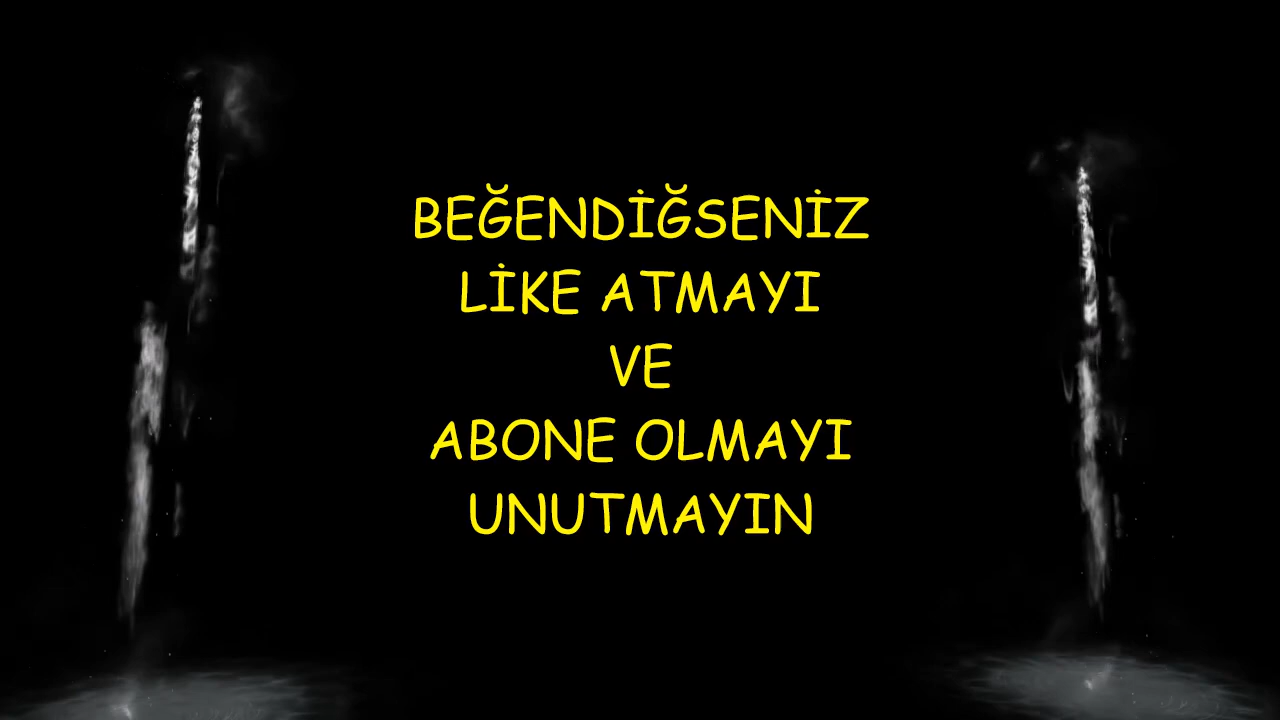 BEĞENDİĞSENİZ
LİKE ATMAYI
VE
ABONE OLMAYI
UNUTMAYIN